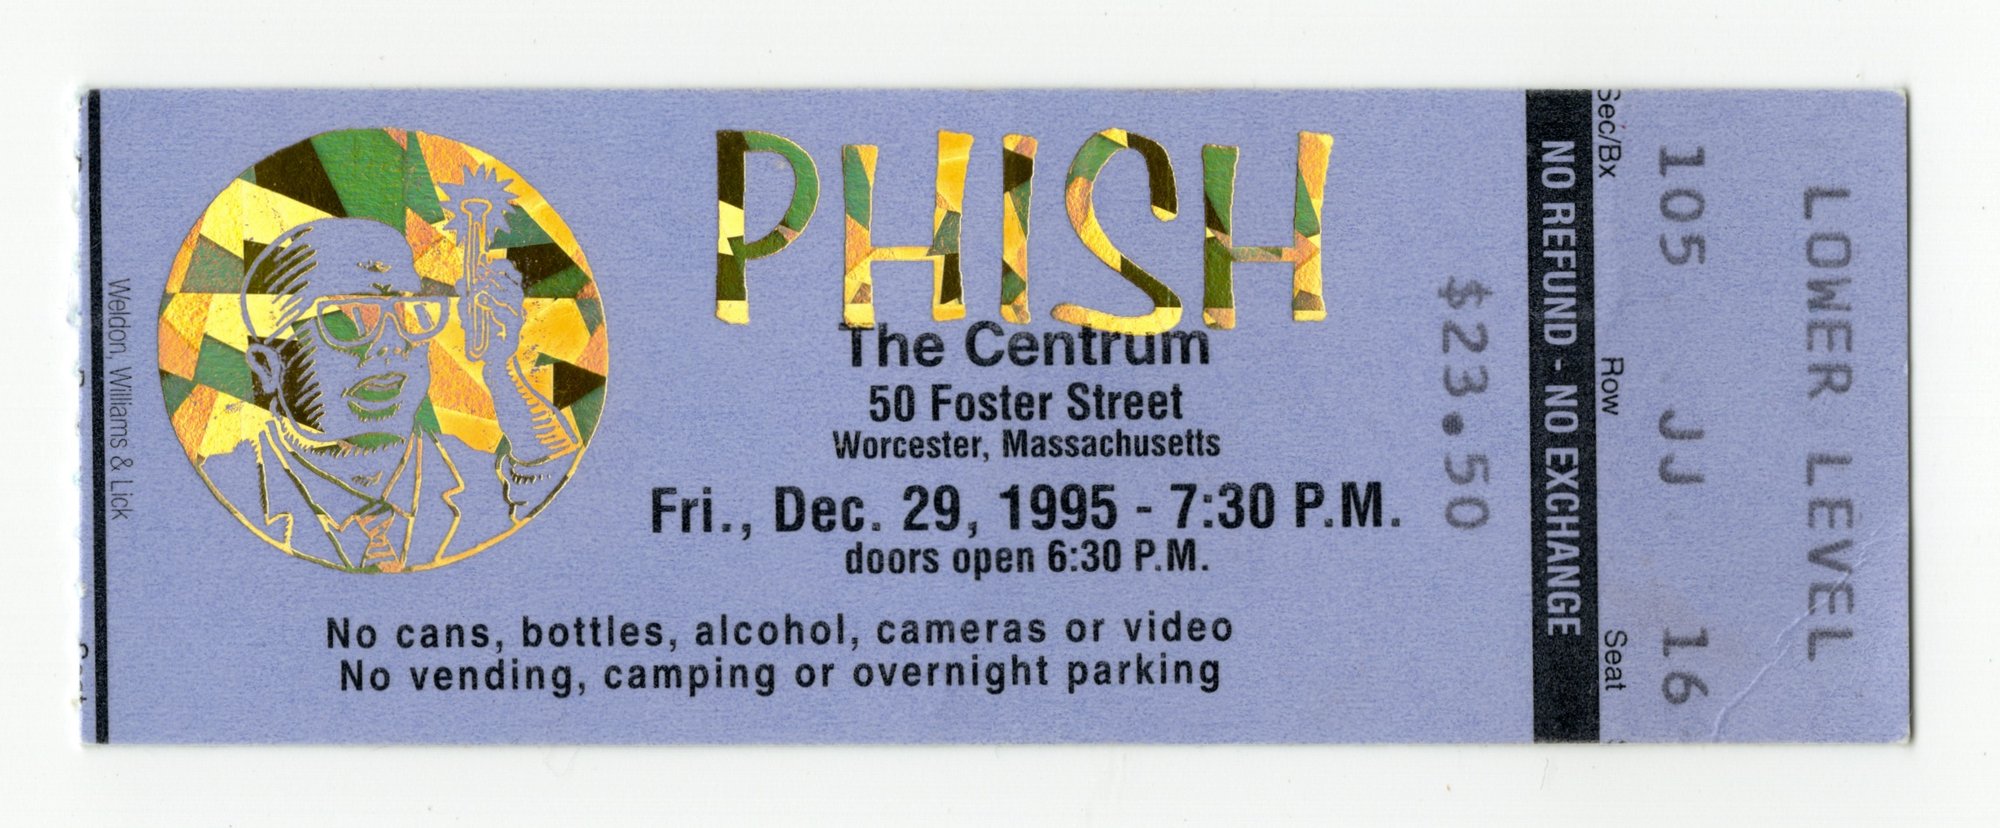 Weldon, Williams & Lick
PHISH
The Centrum
50 Foster Street
Worcester, Massachusetts
Fri., Dec. 29, 1995 - 7:30 P.M.
doors open 6:30 P.M.
No cans, bottles, alcohol, cameras or video
No vending, camping or overnight parking
$23.50
NO REFUND - NO EXCHANGE
Sec/Bx Row Seat
105 JJ 16
LOWER LEVEL